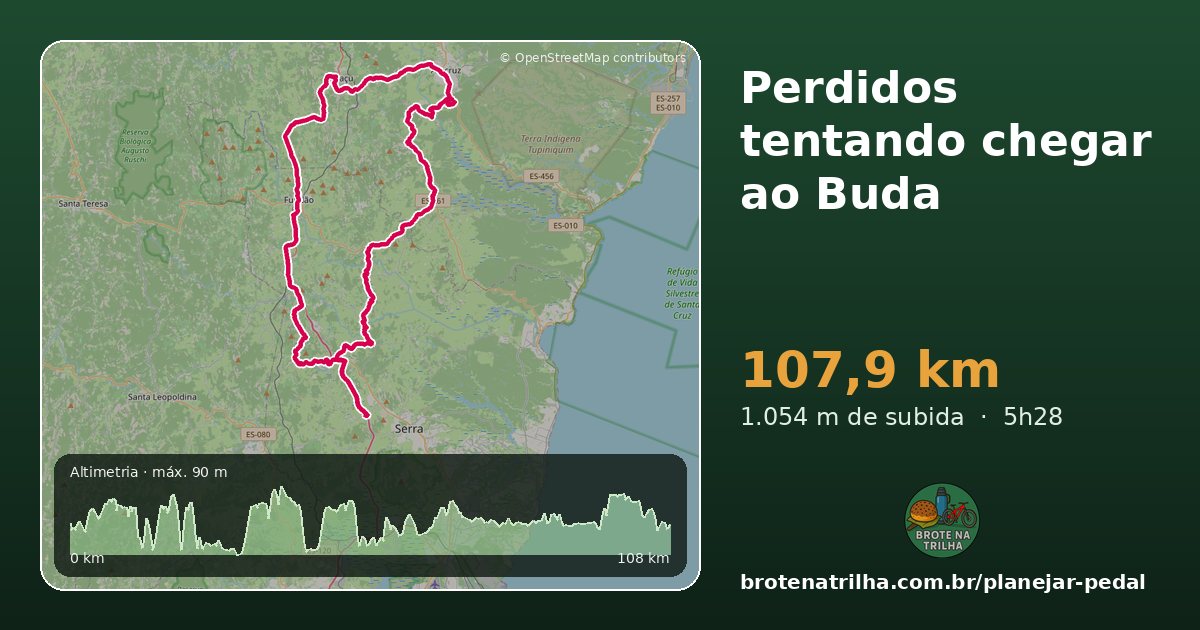 © OpenStreetMap contributors
Perdidos
tentando chegar
ao Buda
ES-257
ES-010
Reserva
Biológica
Augusto
Ruschi
Terra Indígena
Tupiniquim
ES-456
Santa Teresa
ES-010
Refúgio
de Vida
Silvestre
de Santa
Cruz
107,9 km
1.054 m de subida · 5h28
Santa Leopoldina
ES-080
Serra
Altimetria · máx. 90 m
0 km
108 km
BROTE NA
TRILHA
brotenatrilha.com.br/planejar-pedal